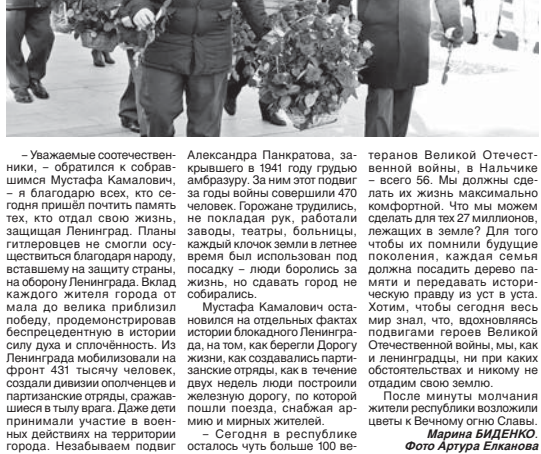 – Уважаемые соотечествен-
ники, – обратился к собрав-
шимся Мустафа Камалович,
– я благодарю всех, кто се-
годня пришёл почтить память
тех, кто отдал свою жизнь,
защищая Ленинград. Планы
гитлеровцев не смогли осу-
ществиться благодаря народу,
вставшему на защиту страны,
на оборону Ленинграда. Вклад
каждого жителя города от
мала до велика приблизил
победу, продемонстрировав
беспрецедентную в истории
силу духа и сплочённость. Из
Ленинграда мобилизовали на
фронт 431 тысячу человек,
создали дивизии ополченцев и
партизанские отряды, сражав-
шиеся в тылу врага. Даже дети
принимали участие в воен-
ных действиях на территории
города. Незабываем подвиг
Александра Панкратова, за-
крывшего в 1941 году грудью
амбразуру. За ним этот подвиг
за годы войны совершили 470
человек. Горожане трудились,
не покладая рук, работали
заводы, театры, больницы,
каждый клочок земли в летнее
время был использован под
посадку – люди боролись за
жизнь, но сдавать город не
собирались.
Мустафа Камалович оста-
новился на отдельных фактах
истории блокадного Ленингра-
да, на том, как берегли Дорогу
жизни, как создавались парти-
занские отряды, как в течение
двух недель люди построили
железную дорогу, по которой
пошли поезда, снабжая ар-
мию и мирных жителей.
– Сегодня в республике
осталось чуть больше 100 ве-
теранов Великой Отечест-
венной войны, в Нальчике
– всего 56. Мы должны сде-
лать их жизнь максимально
комфортной. Что мы можем
сделать для тех 27 миллионов,
лежащих в земле? Для того
чтобы их помнили будущие
поколения, каждая семья
должна посадить дерево па-
мяти и передавать истори-
ческую правду из уст в уста.
Хотим, чтобы сегодня весь
мир знал, что, вдохновляясь
подвигами героев Великой
Отечественной войны, мы, как
и ленинградцы, ни при каких
обстоятельствах и никому не
отдадим свою землю.
После минуты молчания
жители республики возложили
цветы к Вечному огню Славы.
Марина БИДЕНКО.
Фото Артура Елканова